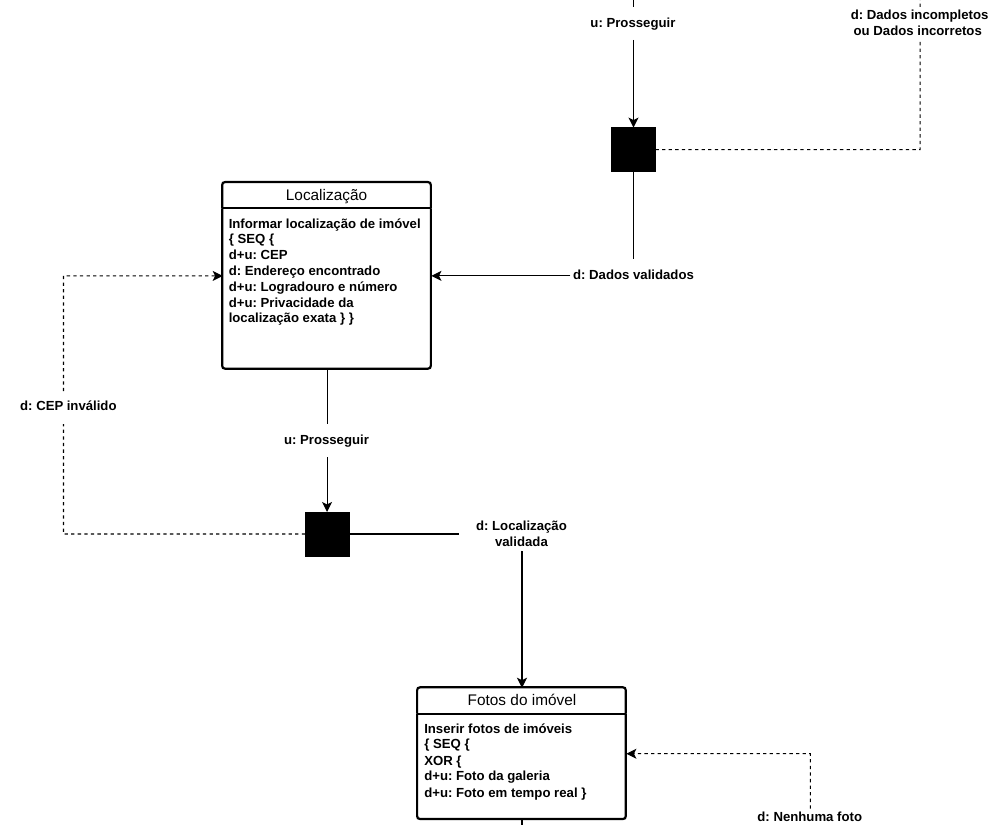 d: Dados incompletos
ou Dados incorretos
u: Prosseguir
Localização
Informar localização de imóvel
{ SEQ {
d+u: CEP
d: Endereço encontrado
d+u: Logradouro e número
d+u: Privacidade da
localização exata } }
d: Dados validados
d: CEP inválido
u: Prosseguir
d: Localização
validada
Fotos do imóvel
Inserir fotos de imóveis
{ SEQ {
XOR {
d+u: Foto da galeria
d+u: Foto em tempo real }
d: Nenhuma foto